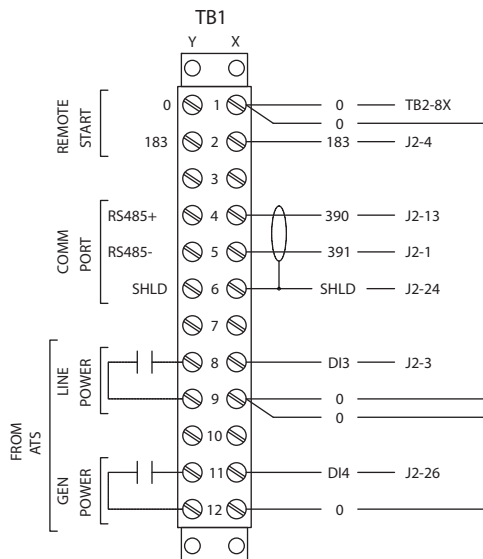 TB1
Y X
0 1 0 TB2-8X
0
183 2 183 J2-4
REMOTE
START
3
RS485+ 4 390 J2-13
RS485- 5 391 J2-1
SHLD 6 SHLD J2-24
COMM
PORT
7
8 DI3 J2-3
9 0
0
LINE
POWER
10
11 DI4 J2-26
12 0
GEN
POWER
FROM
ATS